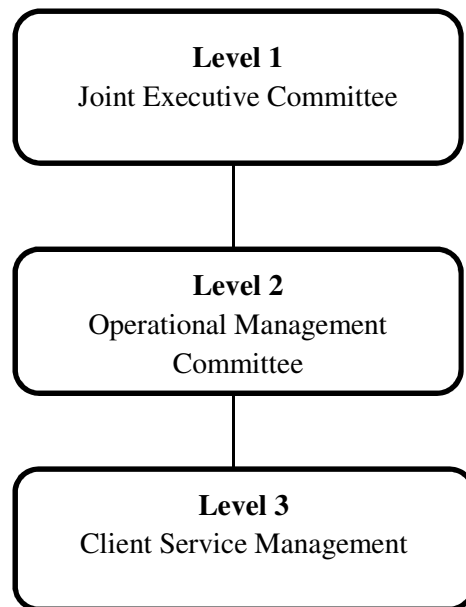 Level 1
Joint Executive Committee
Level 2
Operational Management
Committee
Level 3
Client Service Management